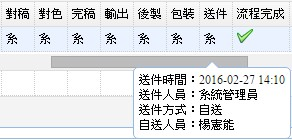 對稿 對色 完稿 輸出 後製 包裝 送件 流程完成
系 系 系 系 系 系 系
送件時間：2016-02-27 14:10
送件人員：系統管理員
送件方式：自送
自送人員：楊憲能